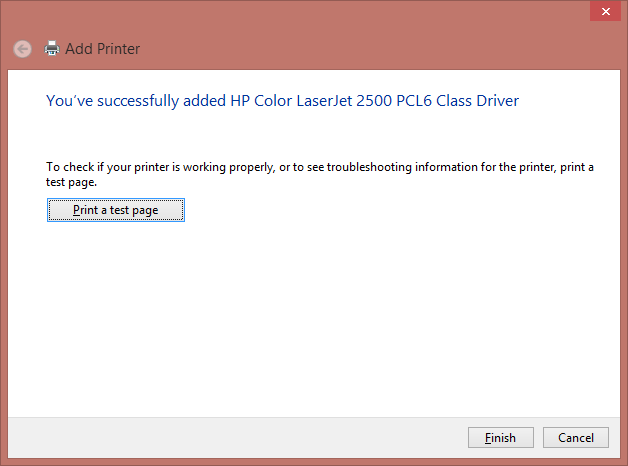 Add Printer
You've successfully added HP Color LaserJet 2500 PCL6 Class Driver
To check if your printer is working properly, or to see troubleshooting information for the printer, print a
test page.
Print a test page
Finish
Cancel